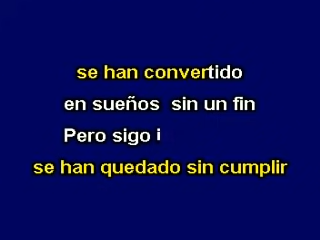 se han convertido
en sueños sin un fin
Pero sigo i
se han quedado sin cumplir